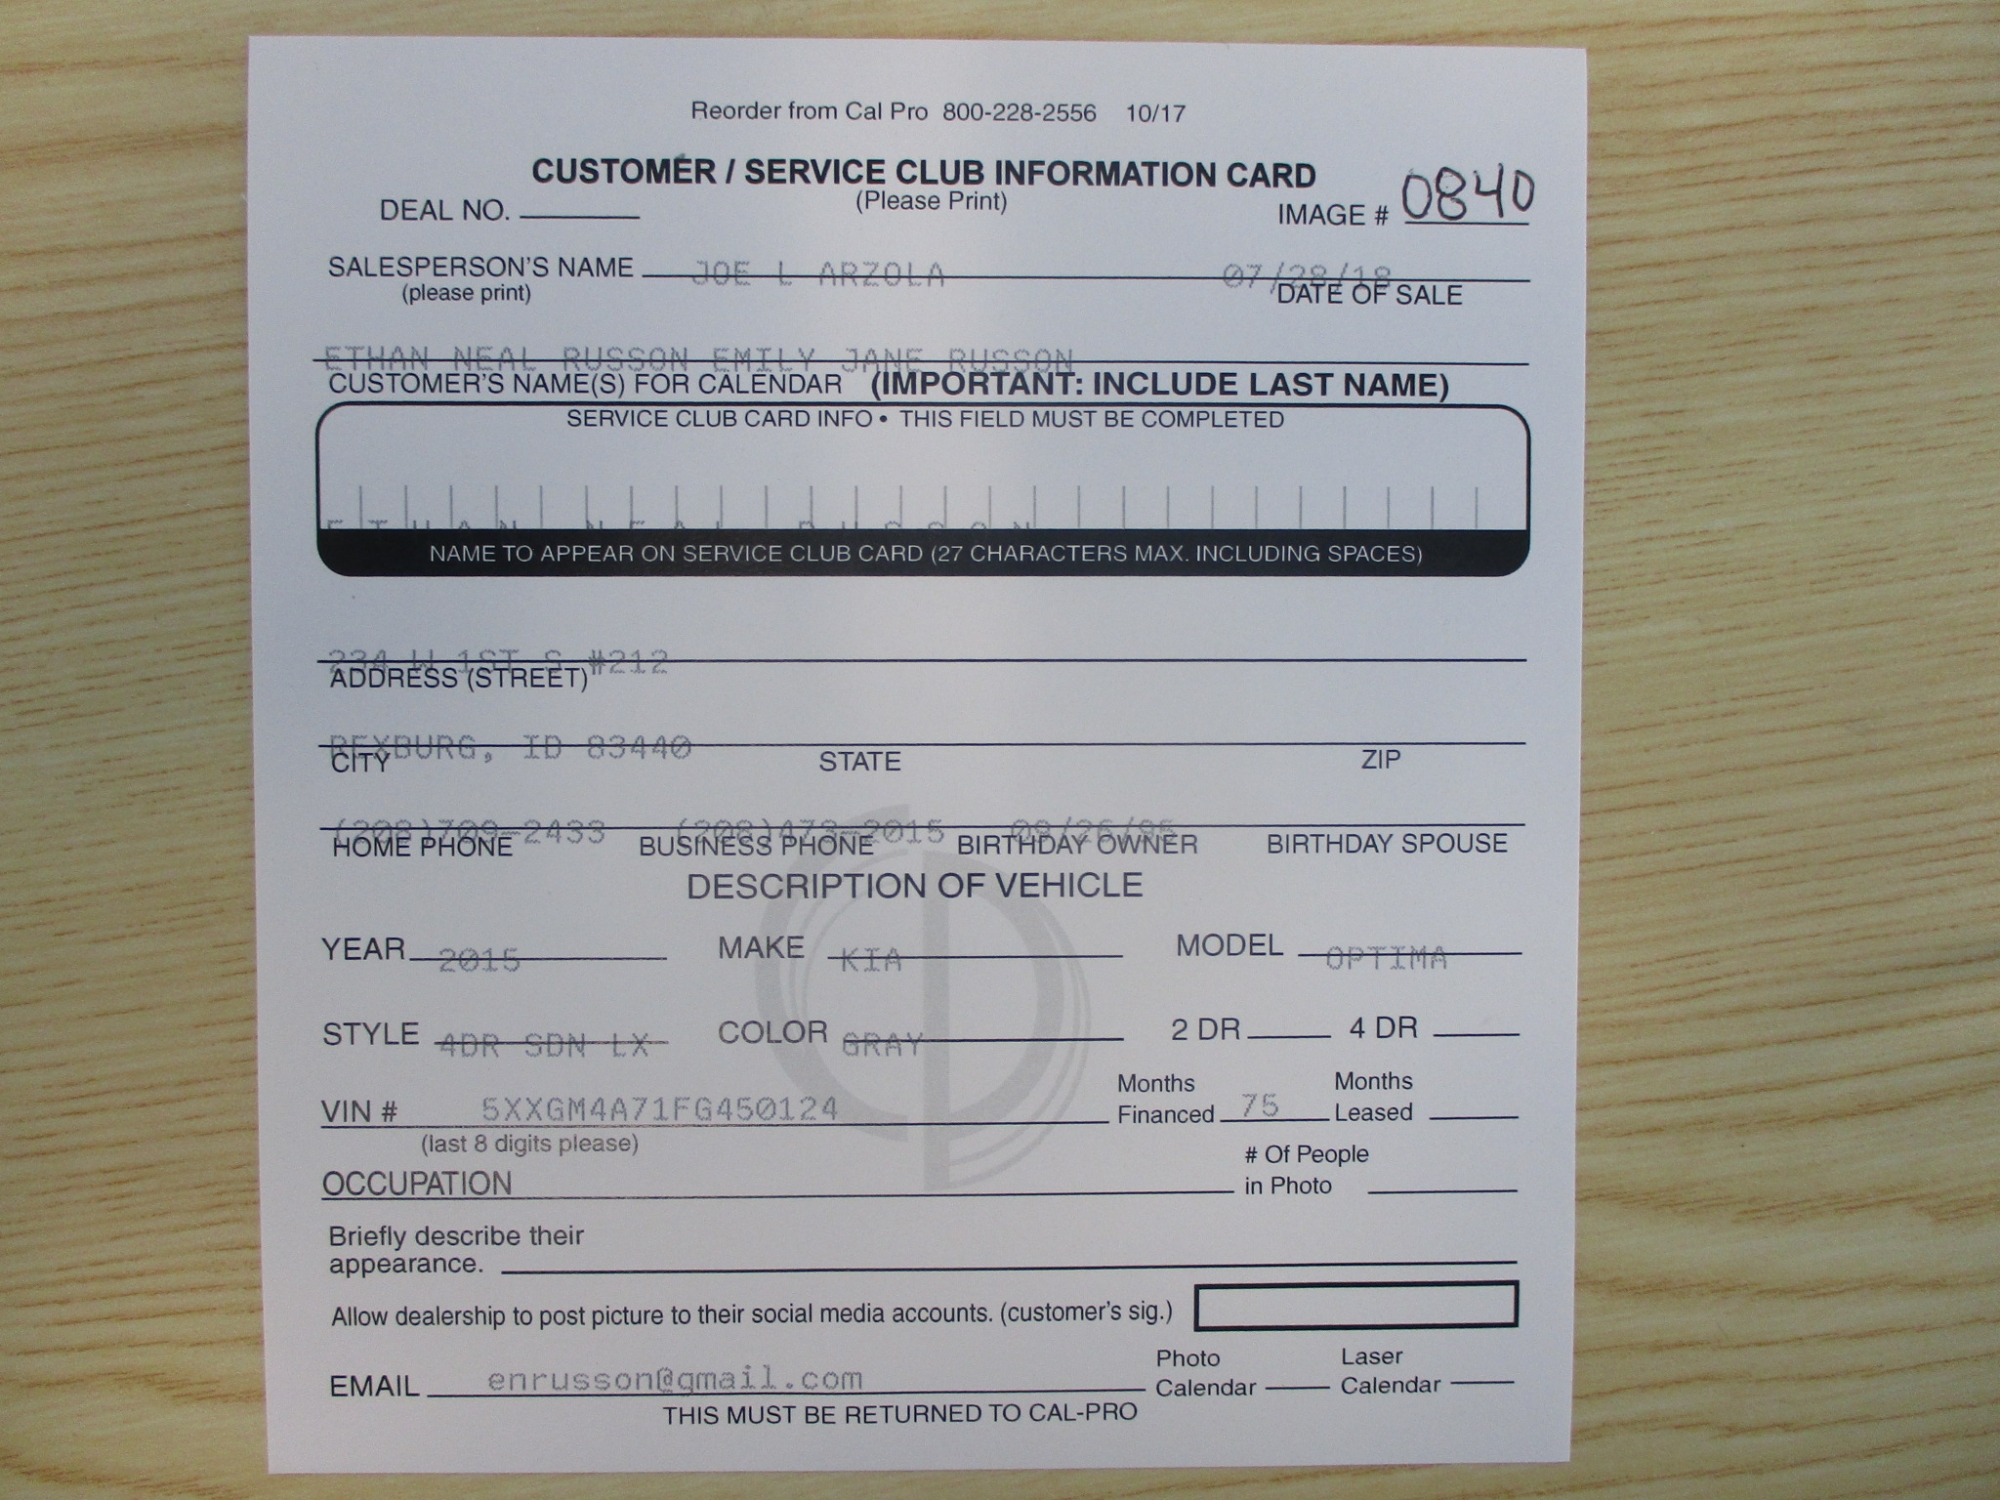 Reorder from Cal Pro 800-228-2556 10/17
CUSTOMER / SERVICE CLUB INFORMATION CARD
(Please Print)
DEAL NO. IMAGE # 0840
SALESPERSON'S NAME JOE L ARZOLA 07/28/18
(please print) DATE OF SALE
ETHAN NEAL RUSSON EMILY JANE RUSSON
CUSTOMER'S NAME(S) FOR CALENDAR (IMPORTANT: INCLUDE LAST NAME)
SERVICE CLUB CARD INFO • THIS FIELD MUST BE COMPLETED
ETHAN NEAL RUSSON
NAME TO APPEAR ON SERVICE CLUB CARD (27 CHARACTERS MAX. INCLUDING SPACES)
234 W 1ST S #212
ADDRESS (STREET)
REXBURG, ID 83440
CITY STATE ZIP
(208)709-2433 (208)473-2015 09/26/95
HOME PHONE BUSINESS PHONE BIRTHDAY OWNER BIRTHDAY SPOUSE
DESCRIPTION OF VEHICLE
YEAR 2015 MAKE KIA MODEL OPTIMA
STYLE 4DR SDN LX COLOR GRAY 2 DR 4 DR
VIN # 5XXGM4A71FG450124 Months Financed 75 Months Leased
(last 8 digits please)
OCCUPATION # Of People in Photo
Briefly describe their
appearance.
Allow dealership to post picture to their social media accounts. (customer's sig.)
EMAIL enrusson@gmail.com Photo Calendar Laser Calendar
THIS MUST BE RETURNED TO CAL-PRO